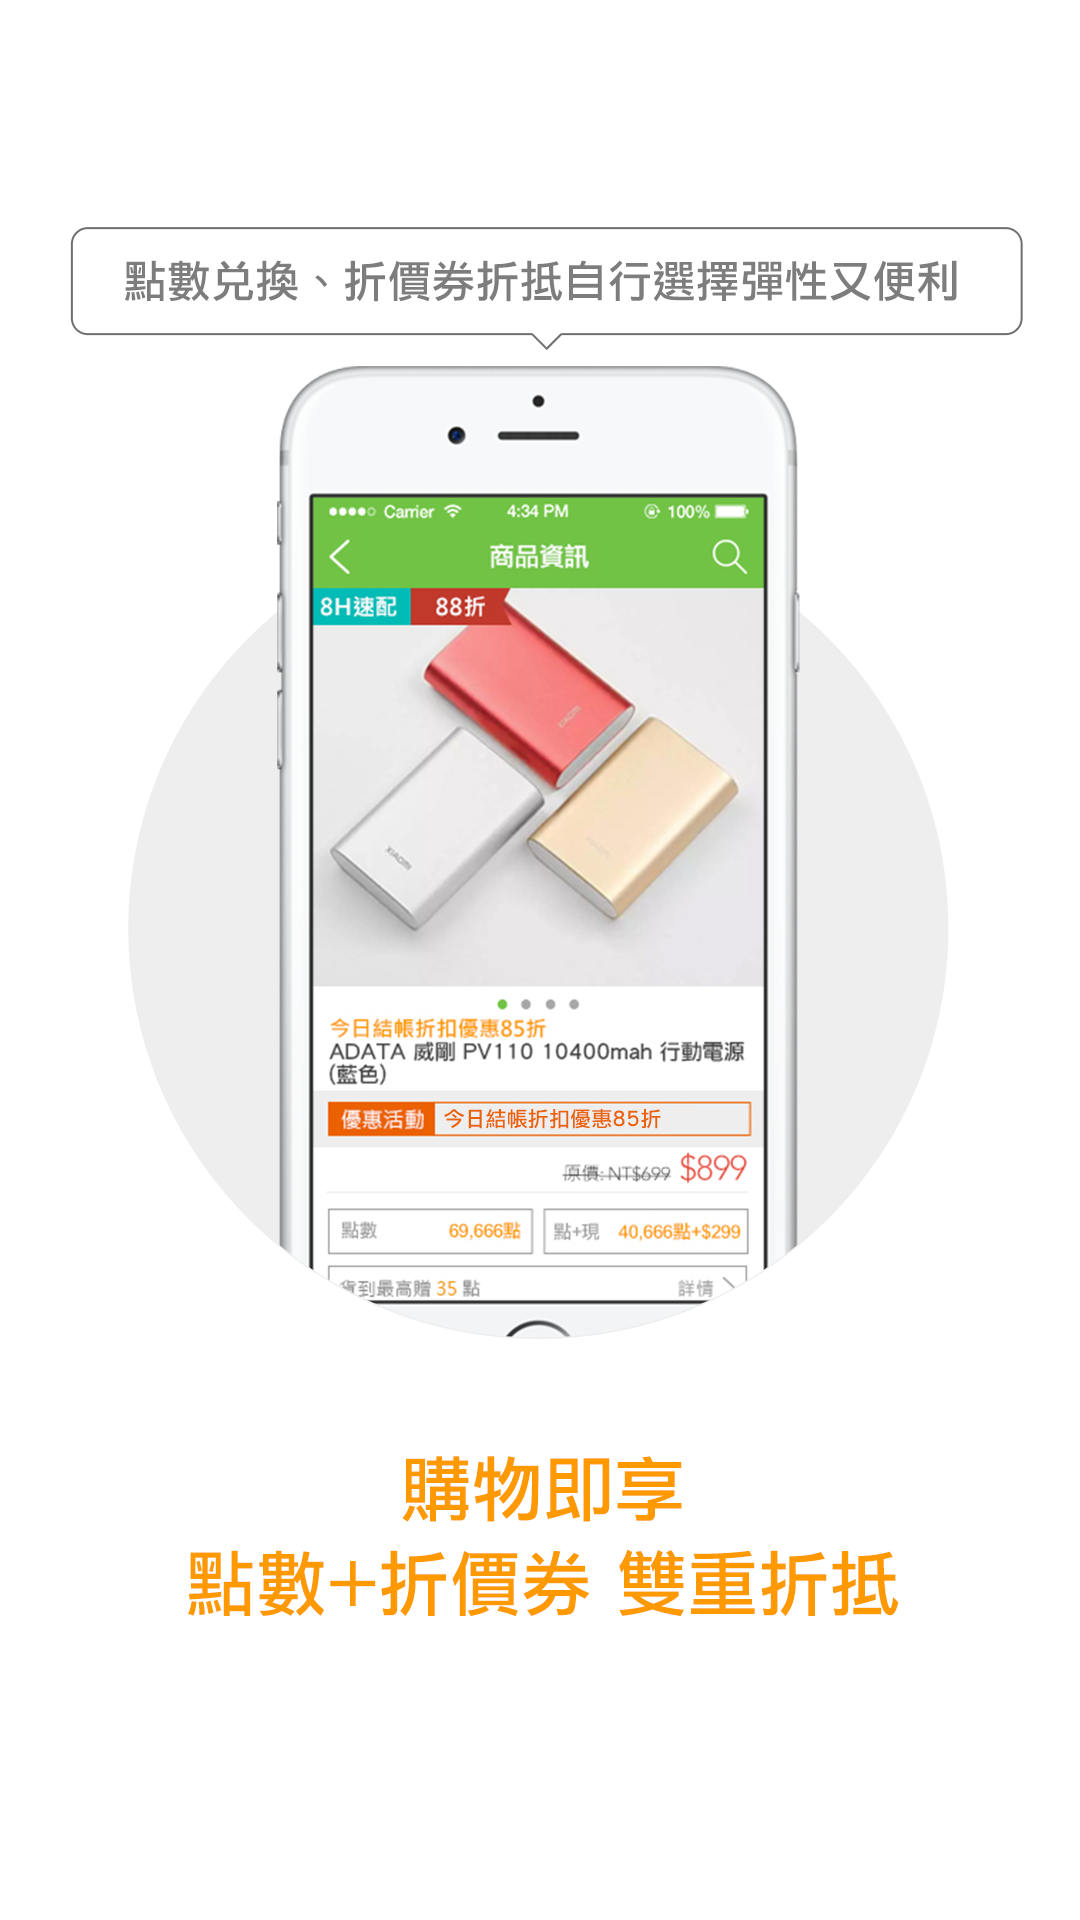 點數兌換、折價券折抵自行選擇彈性又便利
Carrier 4:34 PM 100%
商品資訊
8H速配 88折
XIAOMI
XIAOMI
今日結帳折扣優惠85折
ADATA 威剛 PV110 10400mah 行動電源
(藍色)
優惠活動 今日結帳折扣優惠85折
原價: NT$699 $899
點數 69,666點 點+現 40,666點+$299
貨到最高贈 35 點 詳情
購物即享
點數+折價券 雙重折抵